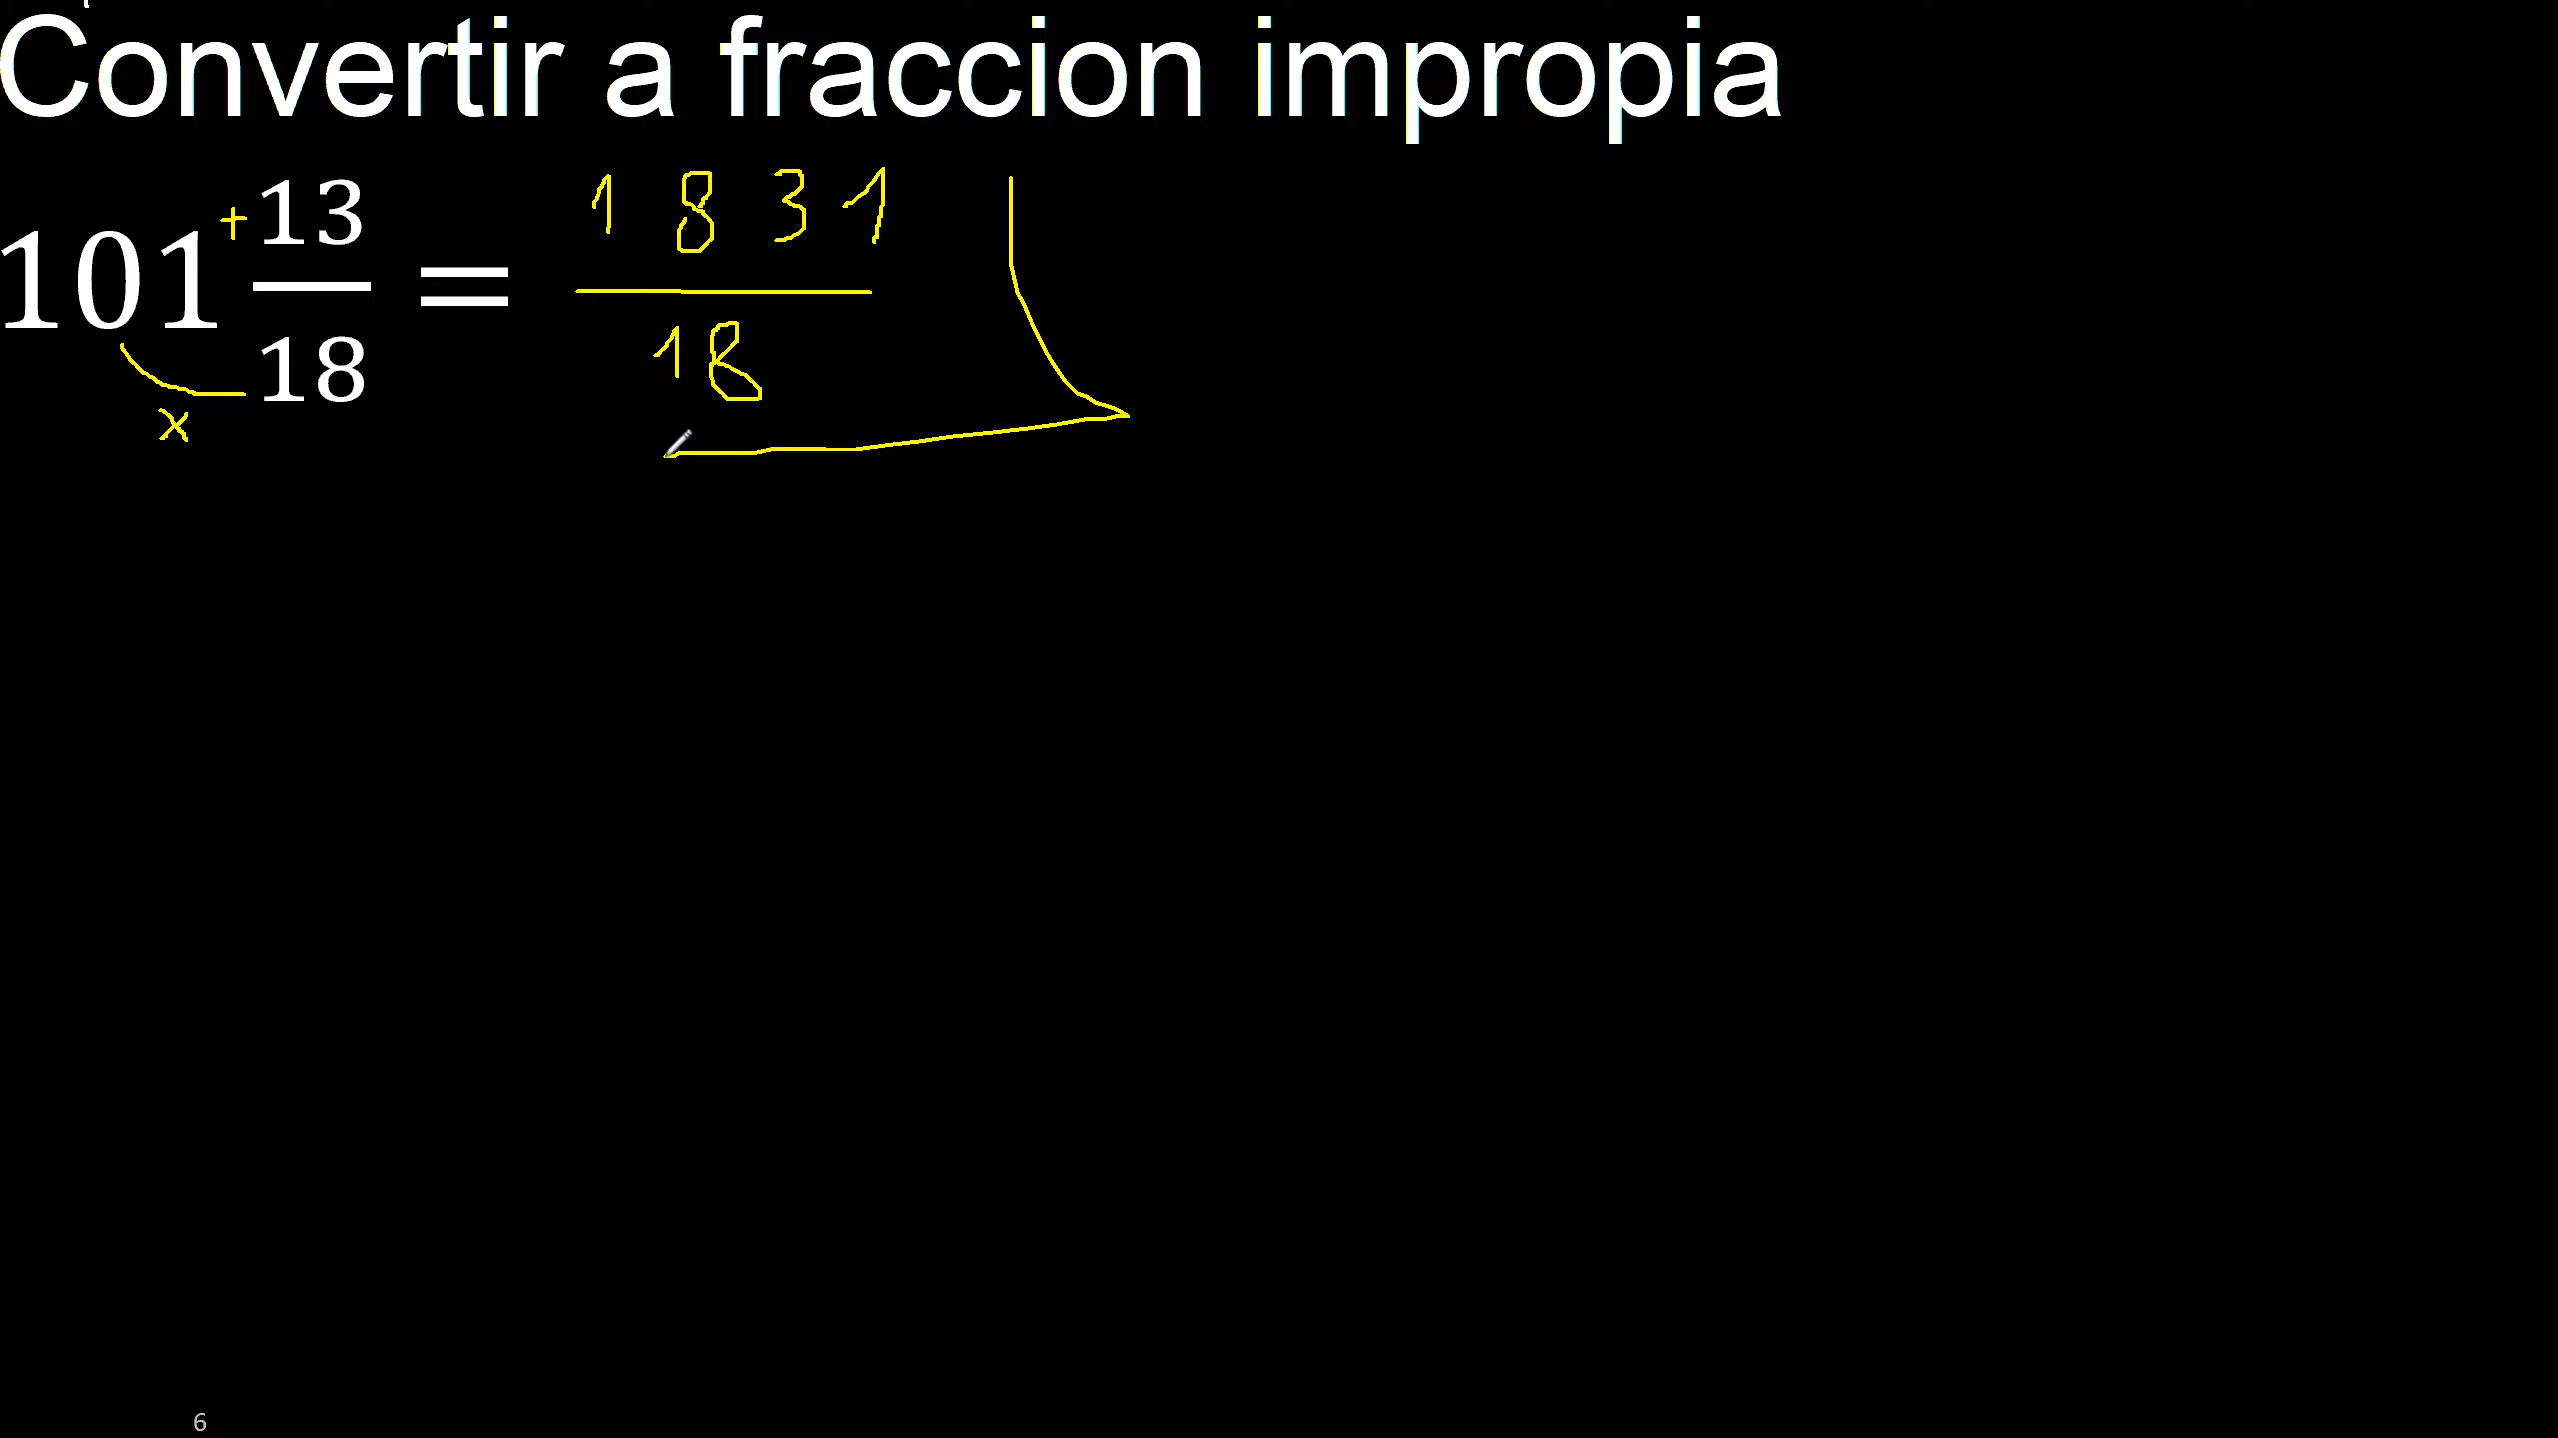 Convertir a fraccion impropia
101 + 13/18 = 1831/18
x
6